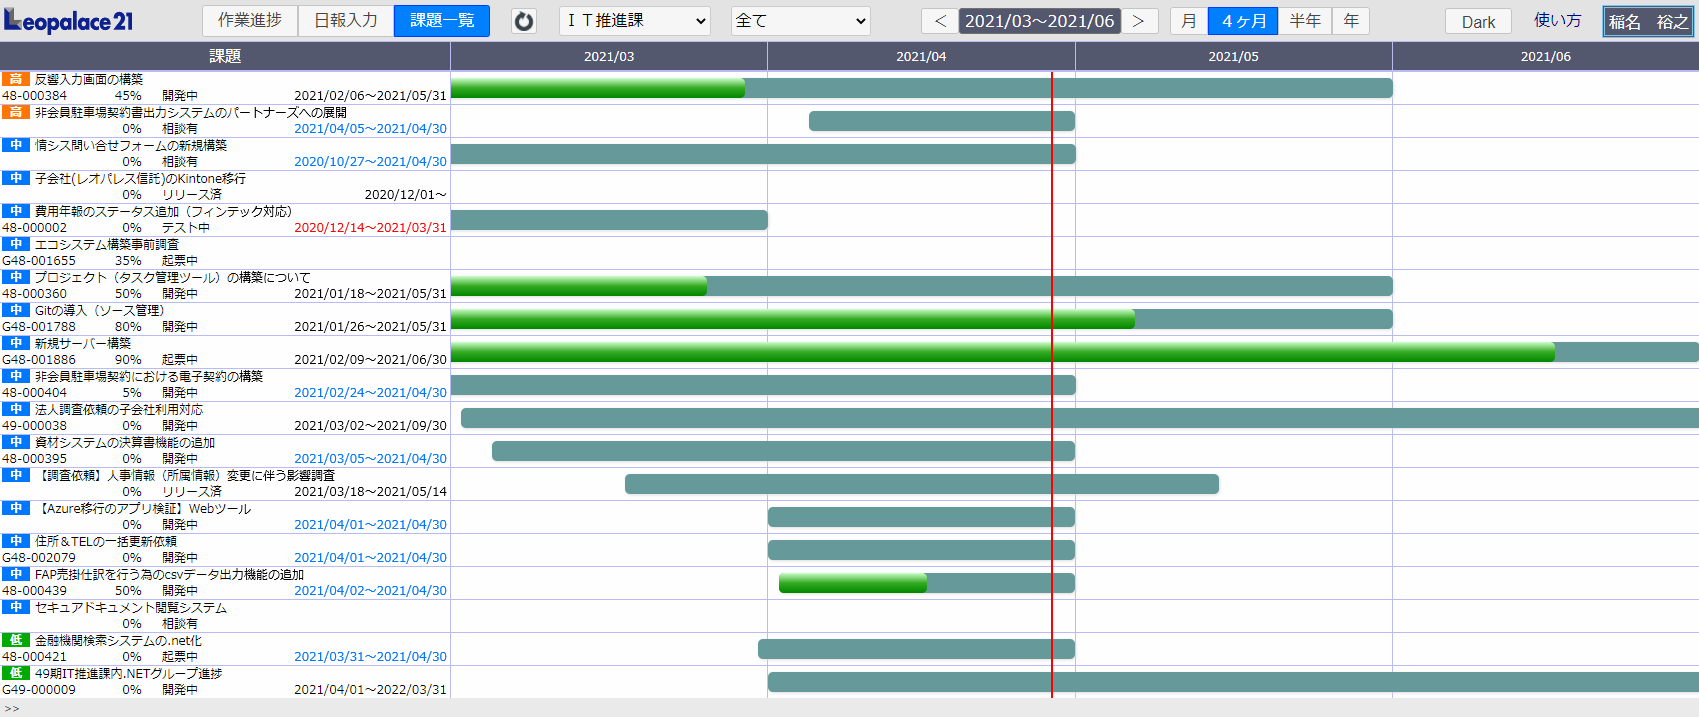 Leopalace21 作業進捗 日報入力 課題一覧 ＩＴ推進課 全て < 2021/03～2021/06 > 月 ４ヶ月 半年 年 Dark 使い方 稲名　裕之
課題 2021/03 2021/04 2021/05 2021/06
高 反響入力画面の構築
48-000384 45% 開発中 2021/02/06～2021/05/31
高 非会員駐車場契約書出力システムのパートナーズへの展開
0% 相談有 2021/04/05～2021/04/30
中 情シス問い合せフォームの新規構築
0% 相談有 2020/10/27～2021/04/30
中 子会社(レオパレス信託)のKintone移行
0% リリース済 2020/12/01～
中 費用年報のステータス追加（フィンテック対応）
48-000002 0% テスト中 2020/12/14～2021/03/31
中 エコシステム構築事前調査
G48-001655 35% 起票中
中 プロジェクト（タスク管理ツール）の構築について
48-000360 50% 開発中 2021/01/18～2021/05/31
中 Gitの導入（ソース管理）
G48-001788 80% 開発中 2021/01/26～2021/05/31
中 新規サーバー構築
G48-001886 90% 起票中 2021/02/09～2021/06/30
中 非会員駐車場契約における電子契約の構築
48-000404 5% 開発中 2021/02/24～2021/04/30
中 法人調査依頼の子会社利用対応
49-000038 0% 開発中 2021/03/02～2021/09/30
中 資材システムの決算書機能の追加
48-000395 0% 開発中 2021/03/05～2021/04/30
中 【調査依頼】人事情報（所属情報）変更に伴う影響調査
0% リリース済 2021/03/18～2021/05/14
中 【Azure移行のアプリ検証】Webツール
0% 開発中 2021/04/01～2021/04/30
中 住所＆TELの一括更新依頼
G48-002079 0% 開発中 2021/04/01～2021/04/30
中 FAP売掛仕訳を行う為のcsvデータ出力機能の追加
48-000439 50% 開発中 2021/04/02～2021/04/30
中 セキュアドキュメント閲覧システム
0% 相談有
低 金融機関検索システムの.net化
48-000421 0% 起票中 2021/03/31～2021/04/30
低 49期IT推進課内.NETグループ進捗
G49-000009 0% 開発中 2021/04/01～2022/03/31
>>